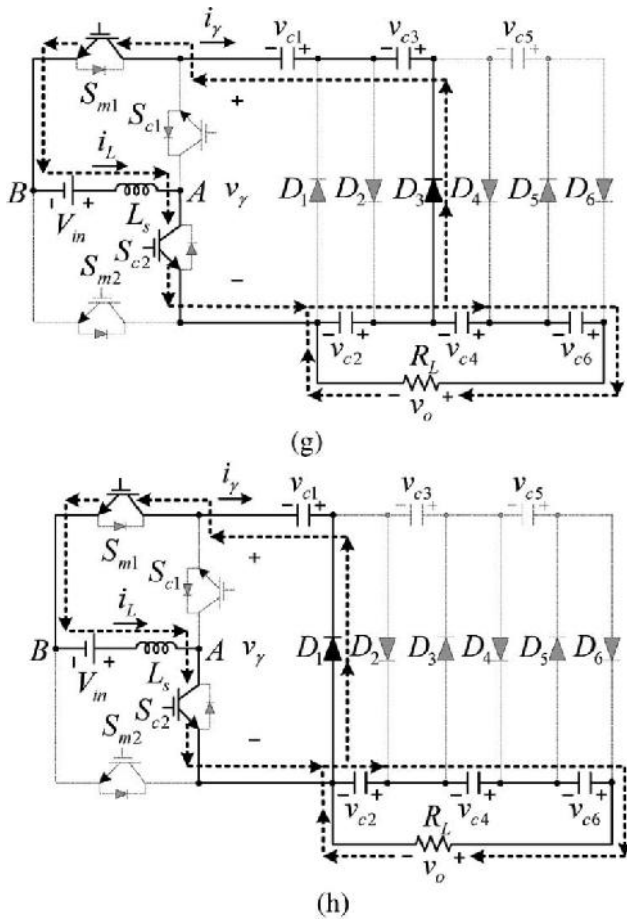 i_γ v_c1 v_c3 v_c5
− + − + − +
S_m1 +
S_c1
i_L
B A v_γ D_1 D_2 D_3 D_4 D_5 D_6
− +
V_in L_s
S_c2
S_m2 −
− + − + − +
v_c2 R_L v_c4 v_c6
− v_o +
(g)
i_γ v_c1 v_c3 v_c5
− + − + − +
S_m1 +
S_c1
i_L
B A v_γ D_1 D_2 D_3 D_4 D_5 D_6
− +
V_in L_s
S_c2
S_m2 −
− + − + − +
v_c2 R_L v_c4 v_c6
− v_o +
(h)